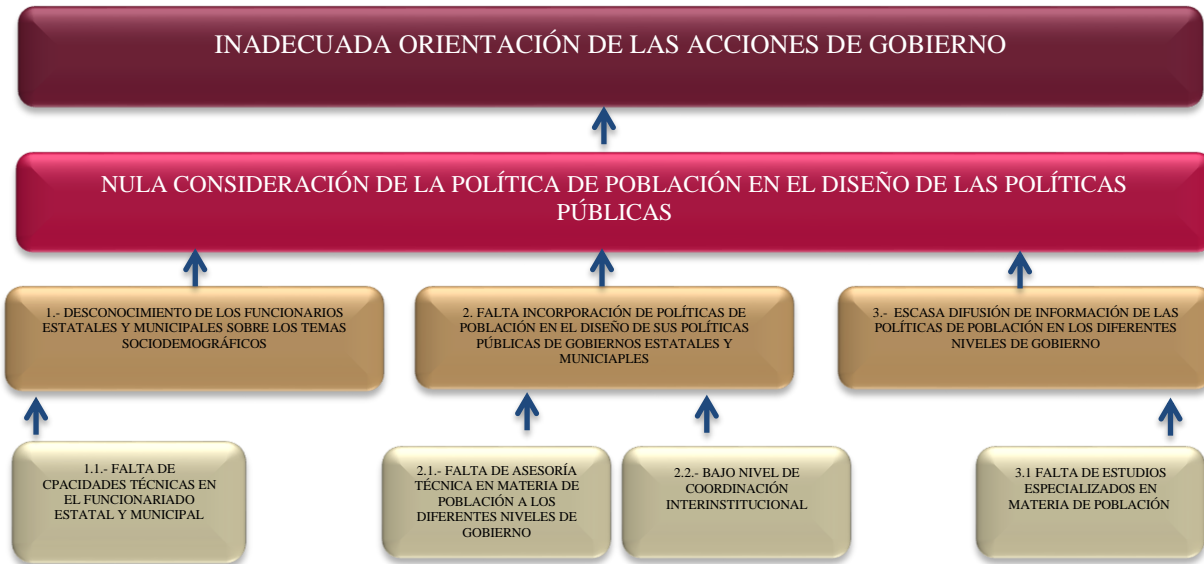 INADECUADA ORIENTACIÓN DE LAS ACCIONES DE GOBIERNO
NULA CONSIDERACIÓN DE LA POLÍTICA DE POBLACIÓN EN EL DISEÑO DE LAS POLÍTICAS
PÚBLICAS
1.- DESCONOCIMIENTO DE LOS FUNCIONARIOS
ESTATALES Y MUNICIPALES SOBRE LOS TEMAS
SOCIODEMOGRÁFICOS
2. FALTA INCORPORACIÓN DE POLÍTICAS DE
POBLACIÓN EN EL DISEÑO DE SUS POLÍTICAS
PÚBLICAS DE GOBIERNOS ESTATALES Y
MUNICIAPLES
3.- ESCASA DIFUSIÓN DE INFORMACIÓN DE LAS
POLÍTICAS DE POBLACIÓN EN LOS DIFERENTES
NIVELES DE GOBIERNO
1.1.- FALTA DE
CPACIDADES TÉCNICAS EN
EL FUNCIONARIADO
ESTATAL Y MUNICIPAL
2.1.- FALTA DE ASESORÍA
TÉCNICA EN MATERIA DE
POBLACIÓN A LOS
DIFERENTES NIVELES DE
GOBIERNO
2.2.- BAJO NIVEL DE
COORDINACIÓN
INTERINSTITUCIONAL
3.1 FALTA DE ESTUDIOS
ESPECIALIZADOS EN
MATERIA DE POBLACIÓN